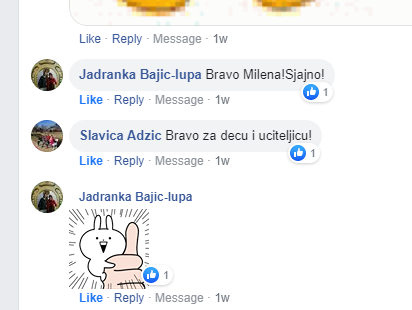 Like · Reply · Message · 1w
Jadranka Bajic-lupa Bravo Milena!Sjajno!
1
Like · Reply · Message · 1w
Slavica Adzic Bravo za decu i uciteljicu!
1
Like · Reply · Message · 1w
Jadranka Bajic-lupa
1
Like · Reply · Message · 1w